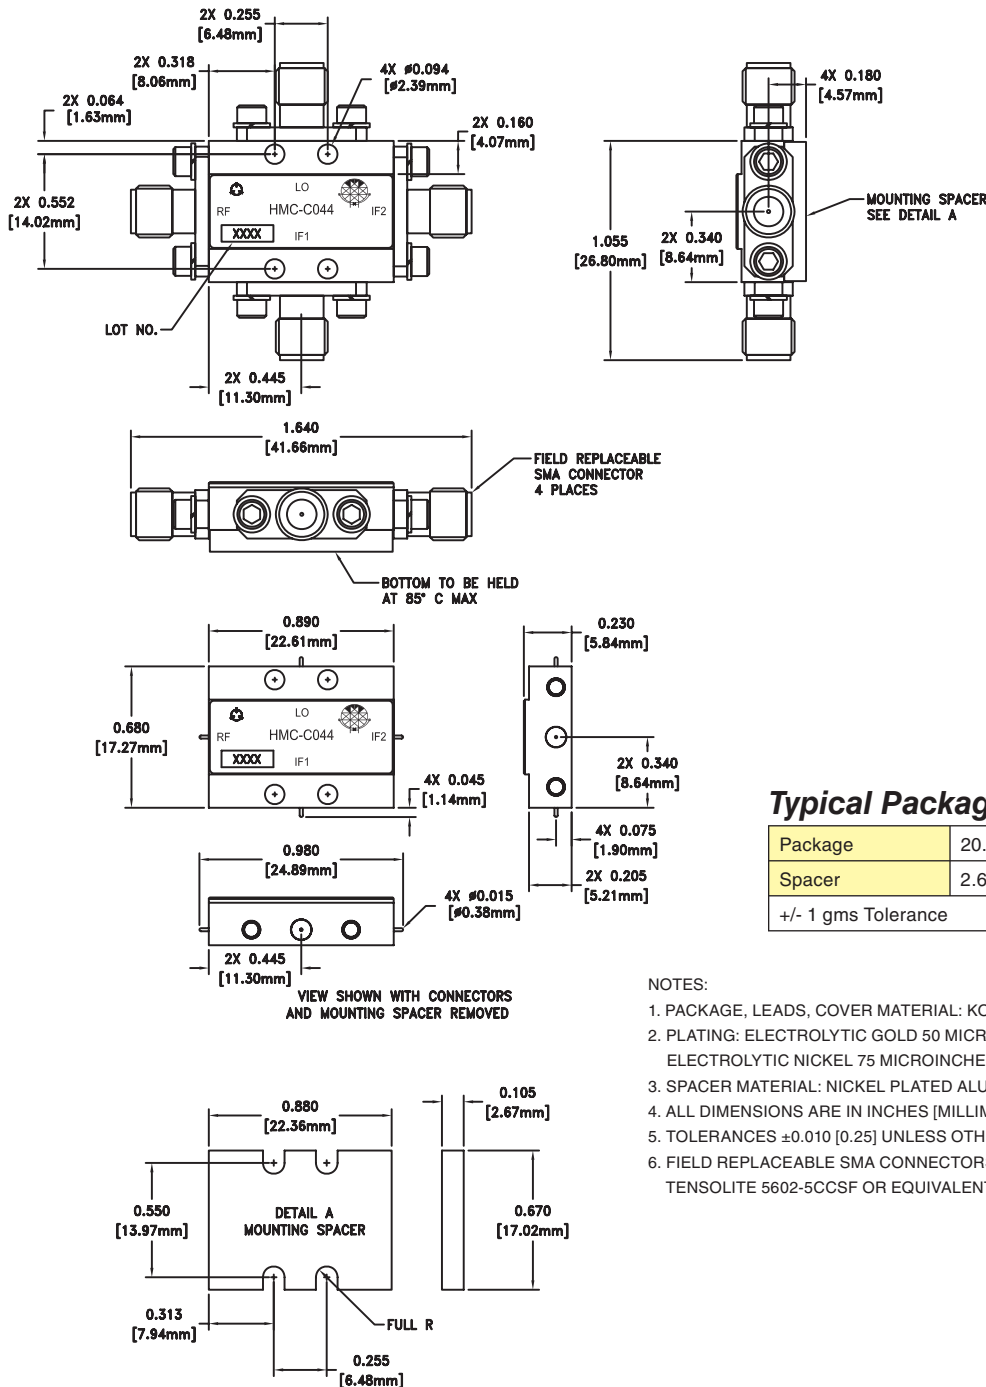 2X 0.255
[6.48mm]
2X 0.318
[8.06mm]
4X ø0.094
[ø2.39mm]
2X 0.064
[1.63mm]
2X 0.160
[4.07mm]
2X 0.552
[14.02mm]
LO
RF
HMC-C044
IF2
XXXX
IF1
LOT NO.
2X 0.445
[11.30mm]
4X 0.180
[4.57mm]
MOUNTING SPACER
SEE DETAIL A
1.055
[26.80mm]
2X 0.340
[8.64mm]
1.640
[41.66mm]
FIELD REPLACEABLE
SMA CONNECTOR
4 PLACES
BOTTOM TO BE HELD
AT 85° C MAX
0.890
[22.61mm]
0.680
[17.27mm]
LO
RF
HMC-C044
IF2
XXXX
IF1
4X 0.045
[1.14mm]
0.230
[5.84mm]
2X 0.340
[8.64mm]
4X 0.075
[1.90mm]
2X 0.205
[5.21mm]
0.980
[24.89mm]
4X ø0.015
[ø0.38mm]
2X 0.445
[11.30mm]
VIEW SHOWN WITH CONNECTORS
AND MOUNTING SPACER REMOVED
Typical Packag
Package 20.
Spacer 2.6
+/- 1 gms Tolerance
NOTES:
1. PACKAGE, LEADS, COVER MATERIAL: KO
2. PLATING: ELECTROLYTIC GOLD 50 MICR
ELECTROLYTIC NICKEL 75 MICROINCHE
3. SPACER MATERIAL: NICKEL PLATED ALU
4. ALL DIMENSIONS ARE IN INCHES [MILLIM
5. TOLERANCES ±0.010 [0.25] UNLESS OTH
6. FIELD REPLACEABLE SMA CONNECTOR
TENSOLITE 5602-5CCSF OR EQUIVALENT
0.880
[22.36mm]
0.105
[2.67mm]
0.550
[13.97mm]
DETAIL A
MOUNTING SPACER
0.670
[17.02mm]
0.313
[7.94mm]
FULL R
0.255
[6.48mm]